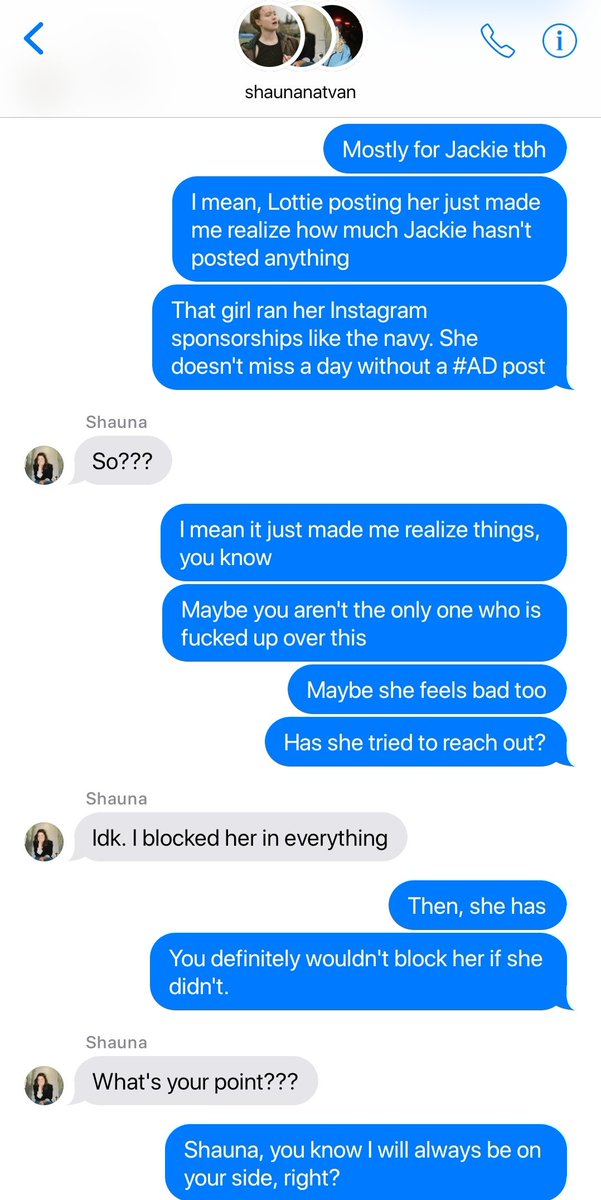 shaunanatvan
Mostly for Jackie tbh
I mean, Lottie posting her just made
me realize how much Jackie hasn't
posted anything
That girl ran her Instagram
sponsorships like the navy. She
doesn't miss a day without a #AD post
Shauna
So???
I mean it just made me realize things,
you know
Maybe you aren't the only one who is
fucked up over this
Maybe she feels bad too
Has she tried to reach out?
Shauna
Idk. I blocked her in everything
Then, she has
You definitely wouldn't block her if she
didn't.
Shauna
What's your point???
Shauna, you know I will always be on
your side, right?